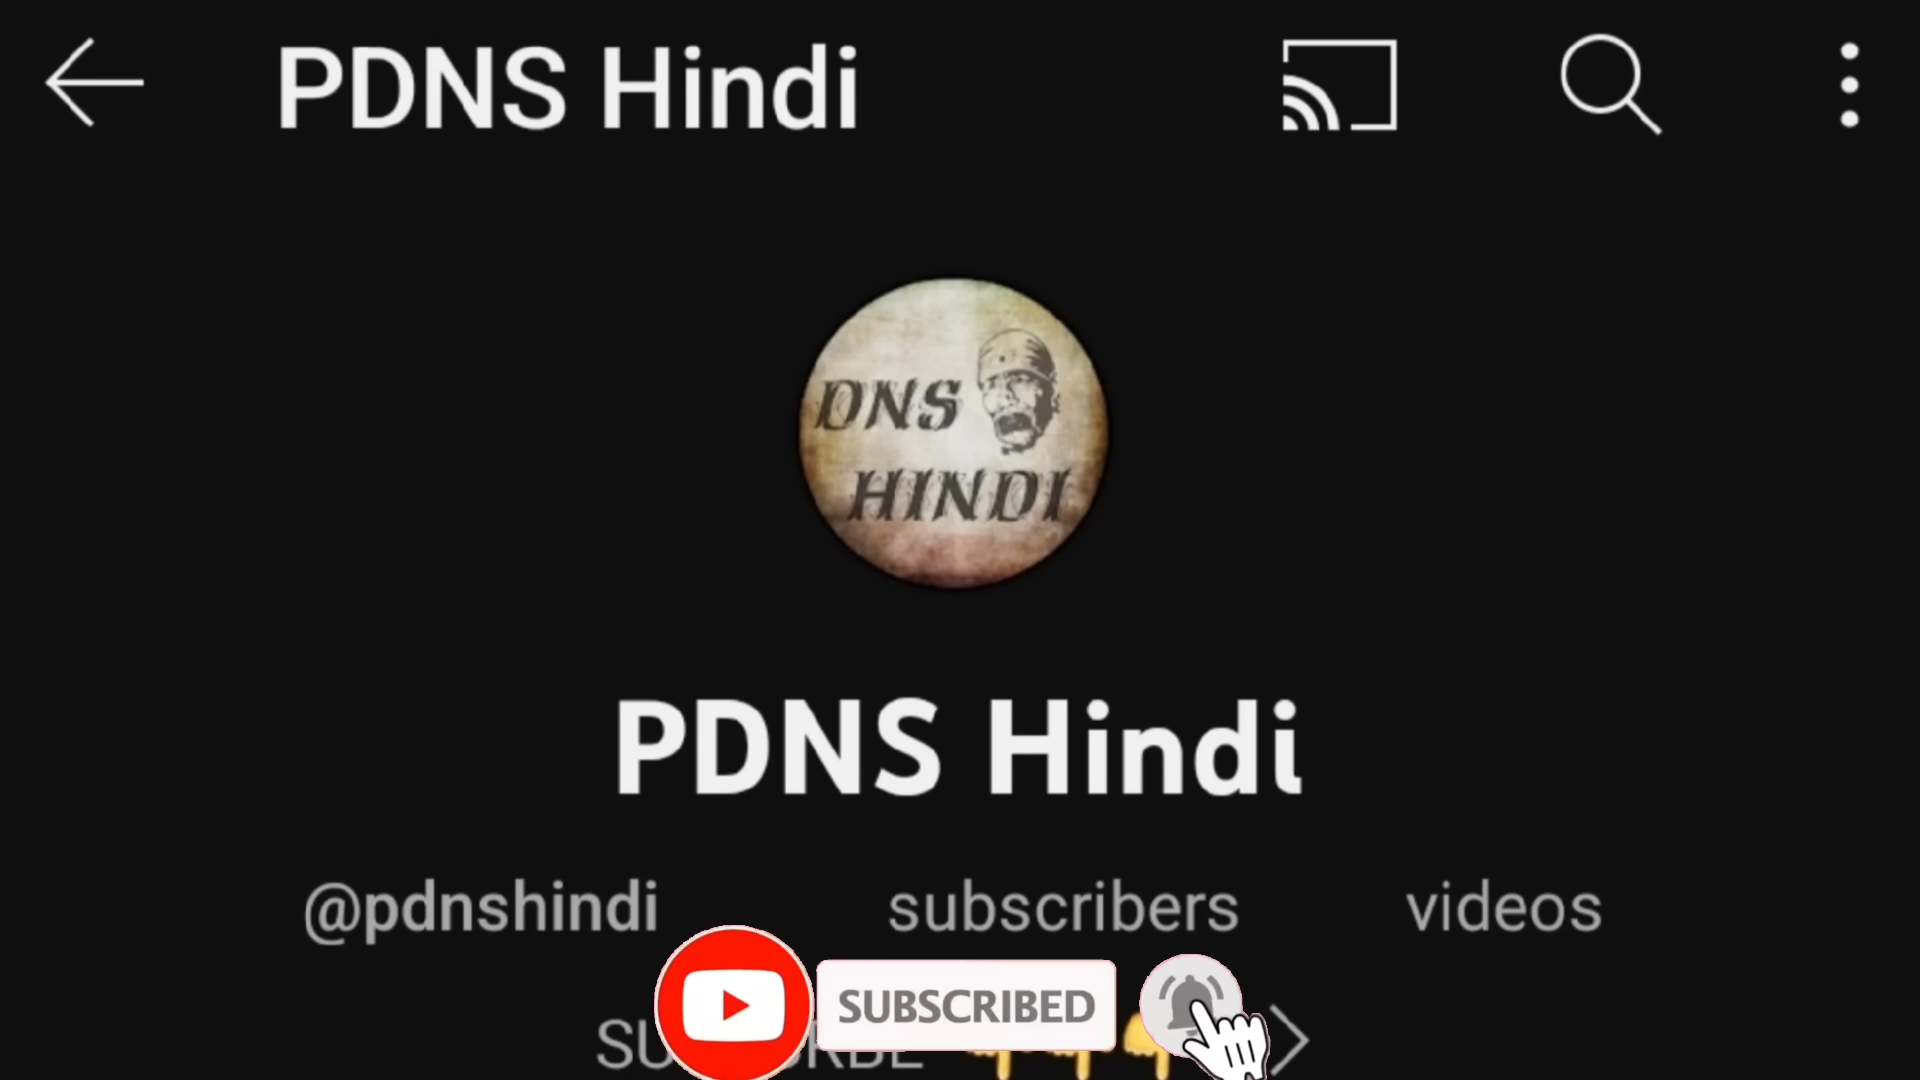 PDNS Hindi
DNS
HINDI
PDNS Hindi
@pdnshindi subscribers videos
SUBSCRIBED